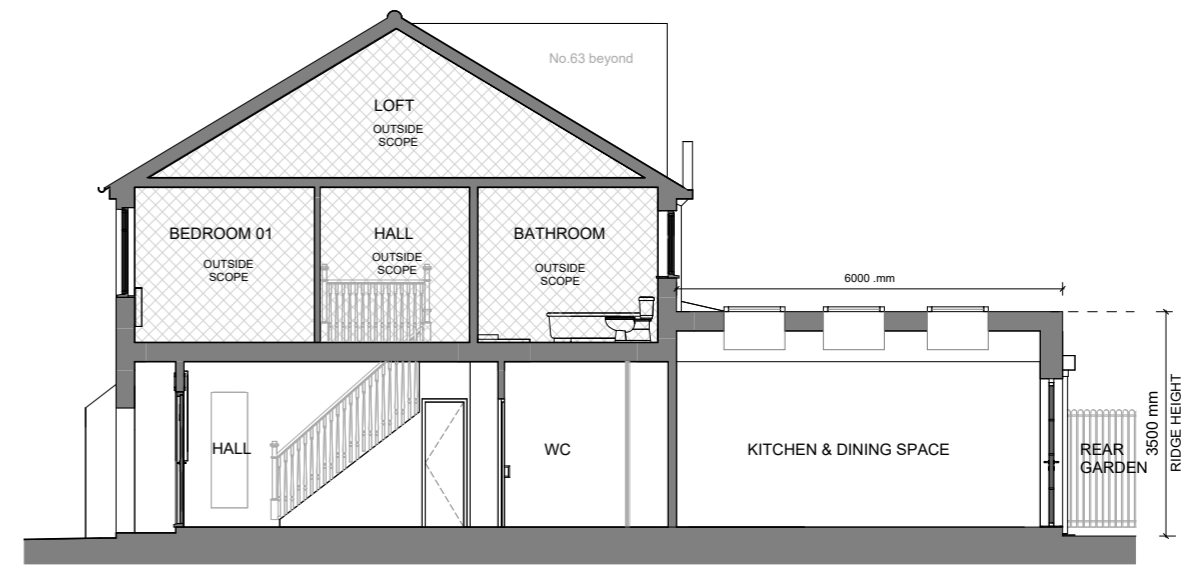 No.63 beyond
LOFT
OUTSIDE
SCOPE
BEDROOM 01
OUTSIDE
SCOPE
HALL
OUTSIDE
SCOPE
BATHROOM
OUTSIDE
SCOPE
6000 .mm
HALL
WC
KITCHEN & DINING SPACE
REAR
GARDEN
3500 mm
RIDGE HEIGHT